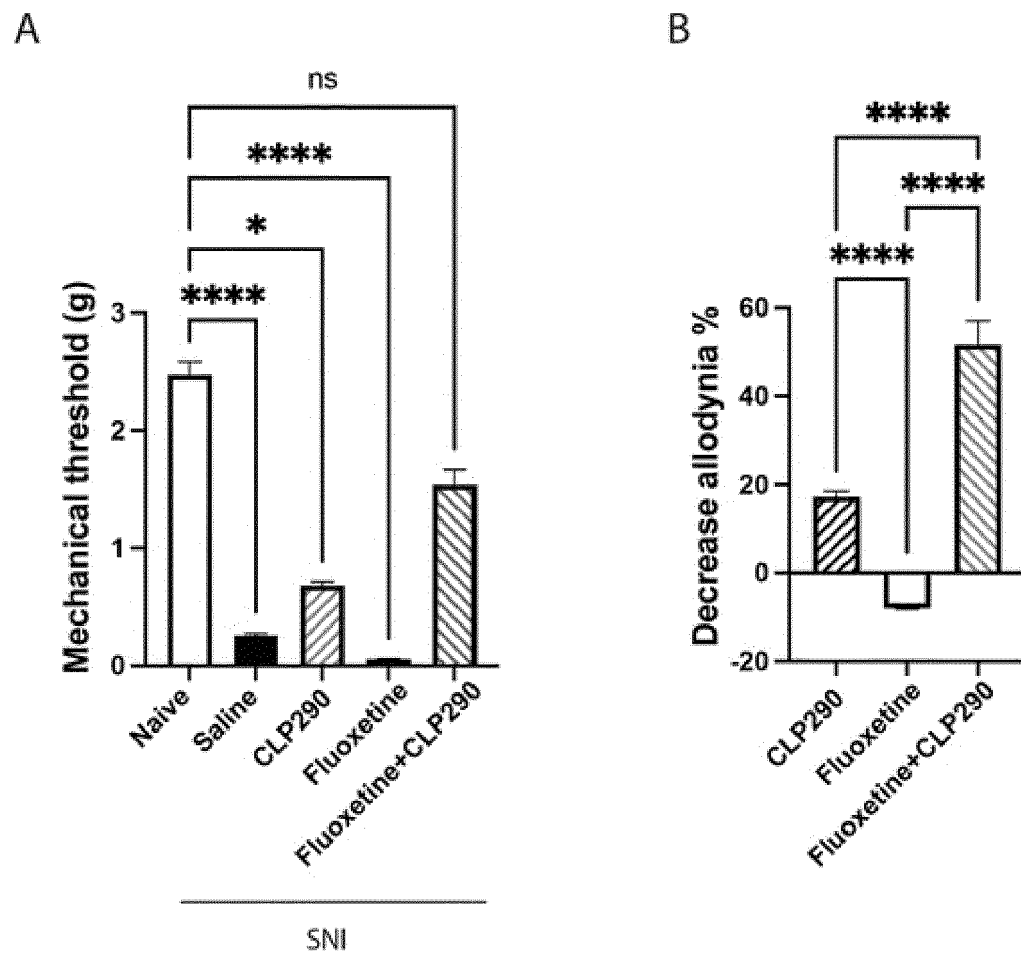 A
B
ns
****
*
****
Mechanical threshold (g)
3
2
1
0
Naive
Saline
CLP290
Fluoxetine
Fluoxetine+CLP290
SNI
****
****
****
Decrease allodynia %
60
40
20
0
-20
CLP290
Fluoxetine
Fluoxetine+CLP290